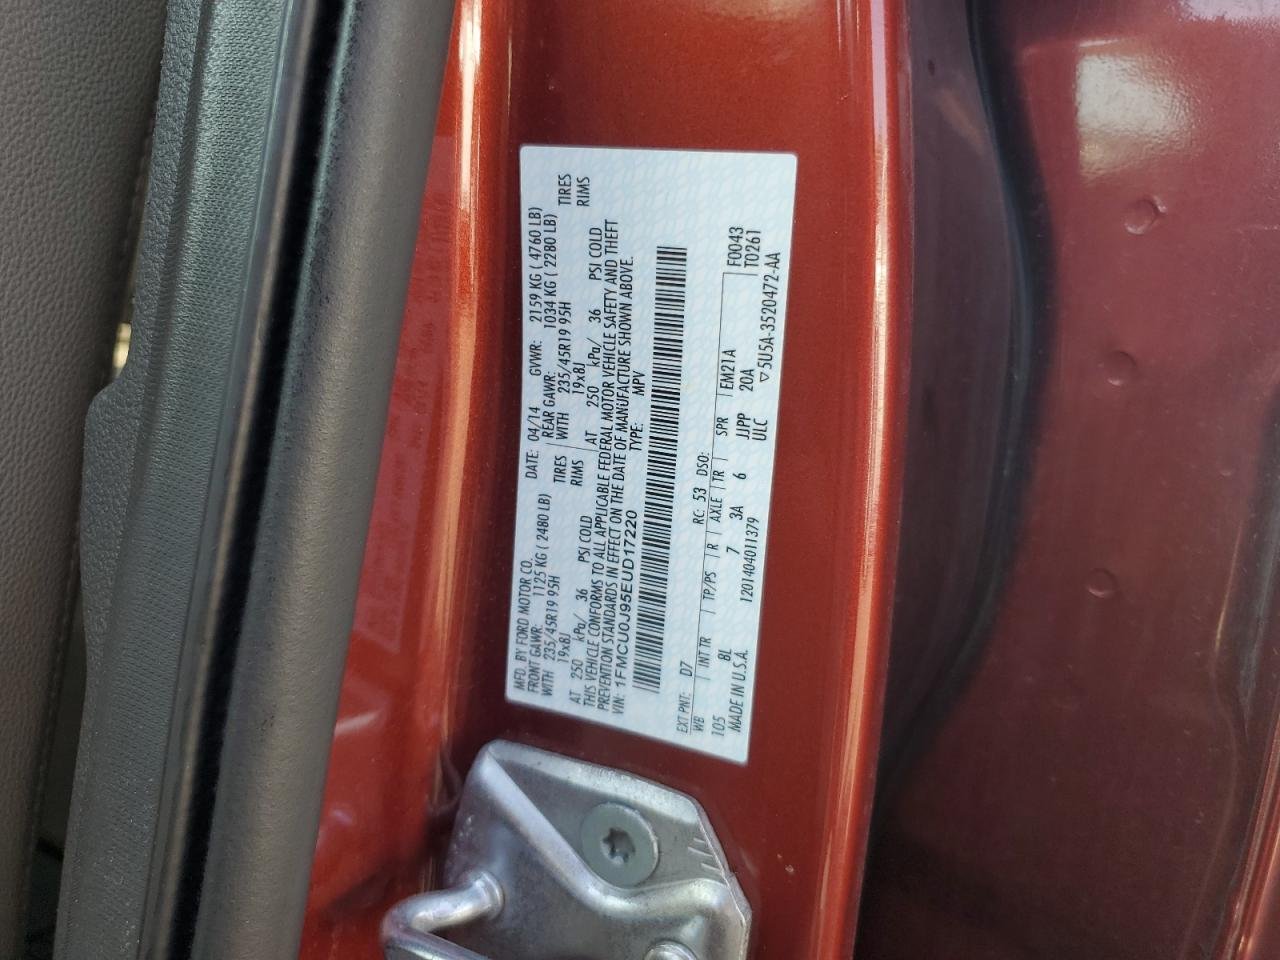 MFD. BY FORD MOTOR CO. DATE: 04/14 GVWR: 2159 KG ( 4760 LB)
FRONT GAWR: 1125 KG ( 2480 LB) REAR GAWR: 1034 KG ( 2280 LB)
WITH 235/45R19 95H TIRES WITH 235/45R19 95H TIRES
19x8J RIMS 19x8J RIMS
AT 250 kPa/ 36 PSI COLD AT 250 kPa/ 36 PSI COLD
THIS VEHICLE CONFORMS TO ALL APPLICABLE FEDERAL MOTOR VEHICLE SAFETY AND THEFT
PREVENTION STANDARDS IN EFFECT ON THE DATE OF MANUFACTURE SHOWN ABOVE.
VIN: 1FMCU0J95EUD17220 TYPE: MPV
EXT PNT: D7 RC: 53 DSO: F0043
WB INT TR TP/PS R AXLE TR SPR EM21A T0261
105 8L 7 3A 6 JJPP 20A
MADE IN U.S.A. 120140401379 ULC ▽5U5A-3520472-AA